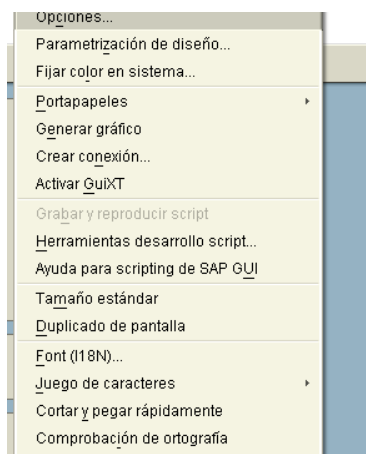 Opciones...
Parametrización de diseño...
Fijar color en sistema...
Portapapeles
Generar gráfico
Crear conexión...
Activar GuiXT
Grabar y reproducir script
Herramientas desarrollo script...
Ayuda para scripting de SAP GUI
Tamaño estándar
Duplicado de pantalla
Font (I18N)...
Juego de caracteres
Cortar y pegar rápidamente
Comprobación de ortografía